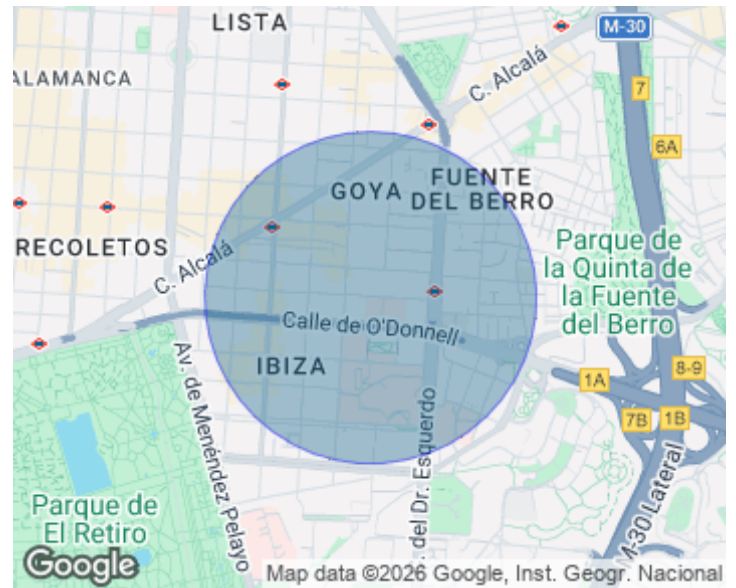 LISTA
M-30
C. Alcalá
ALAMANCA
7
6A
GOYA
FUENTE
DEL BERRO
RECOLETOS
C. Alcalá
Parque de
la Quinta de
la Fuente
del Berro
Calle de O'Donnell
IBIZA
Av. de Menéndez Pelayo
1A
8-9
7B
1B
. del Dr. Esquerdo
M-30 Lateral
Parque de
El Retiro
Google
Map data ©2026 Google, Inst. Geogr. Nacional